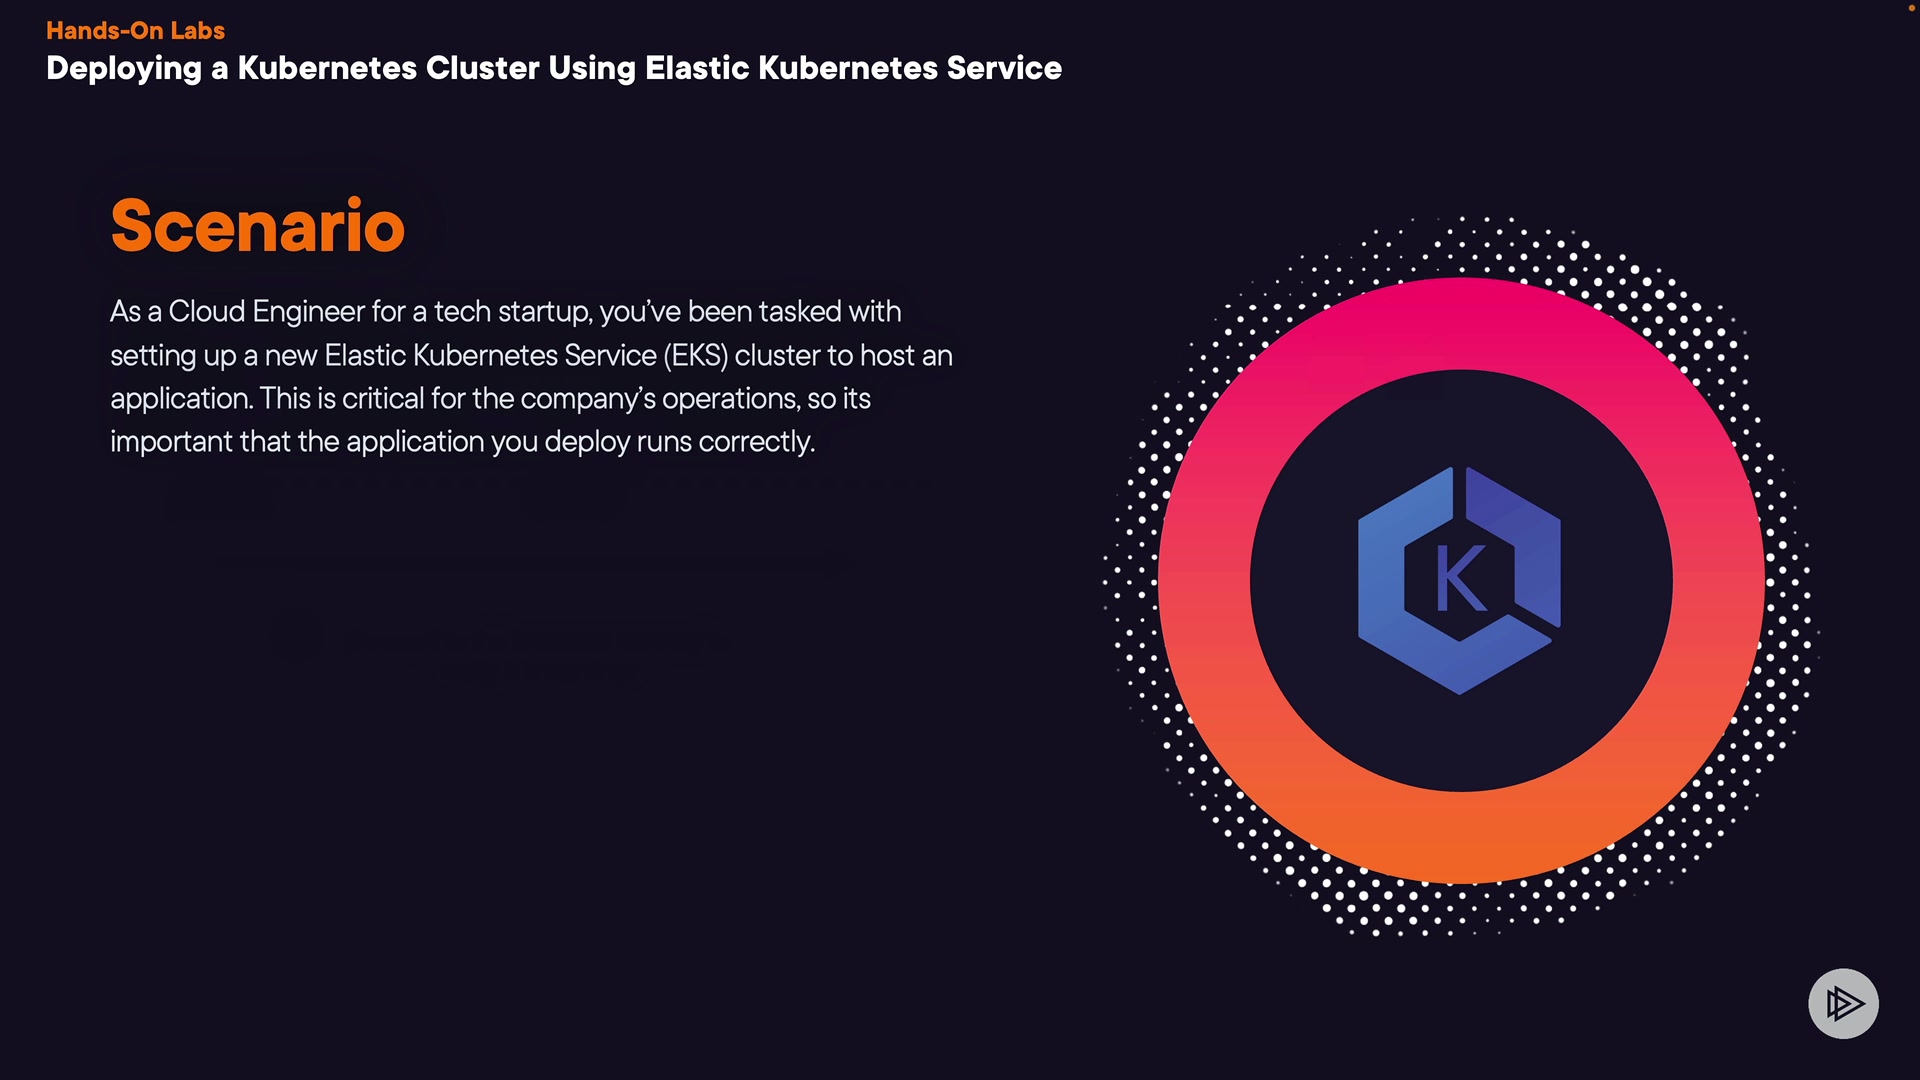 Hands-On Labs
Deploying a Kubernetes Cluster Using Elastic Kubernetes Service
Scenario
As a Cloud Engineer for a tech startup, you’ve been tasked with
setting up a new Elastic Kubernetes Service (EKS) cluster to host an
application. This is critical for the company’s operations, so its
important that the application you deploy runs correctly.
K